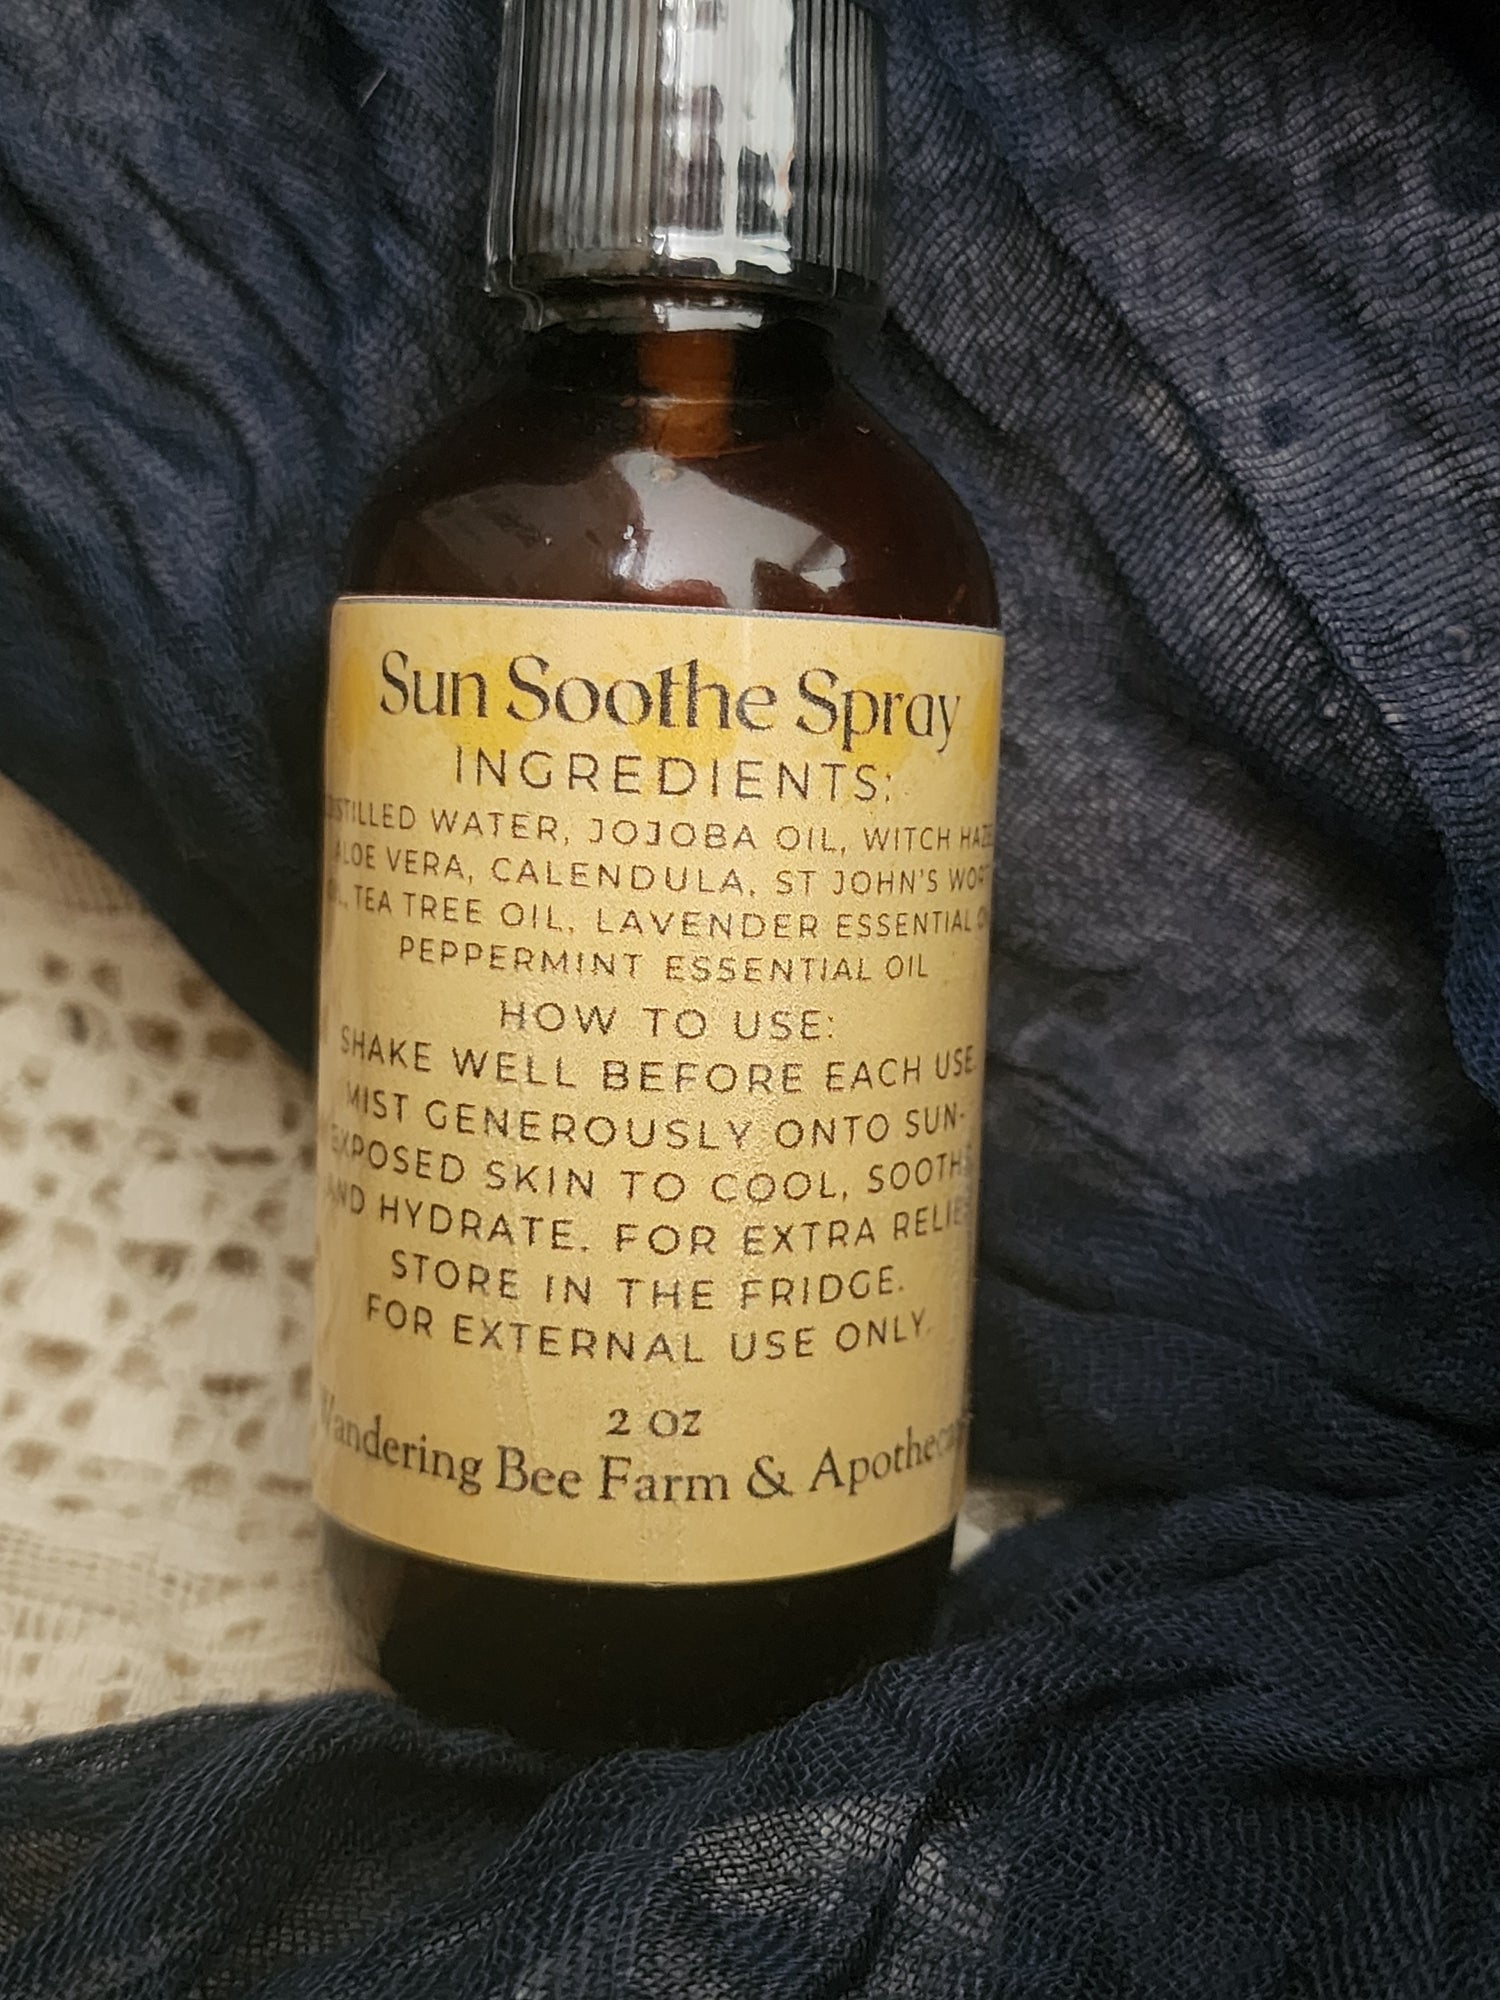 Sun Soothe Spray
INGREDIENTS:
DISTILLED WATER, JOJOBA OIL, WITCH HAZEL
ALOE VERA, CALENDULA, ST JOHN'S WORT
OIL, TEA TREE OIL, LAVENDER ESSENTIAL OIL
PEPPERMINT ESSENTIAL OIL
HOW TO USE:
SHAKE WELL BEFORE EACH USE.
MIST GENEROUSLY ONTO SUN-
EXPOSED SKIN TO COOL, SOOTHE
AND HYDRATE. FOR EXTRA RELIEF
STORE IN THE FRIDGE.
FOR EXTERNAL USE ONLY.
2 oz
Wandering Bee Farm & Apothecary